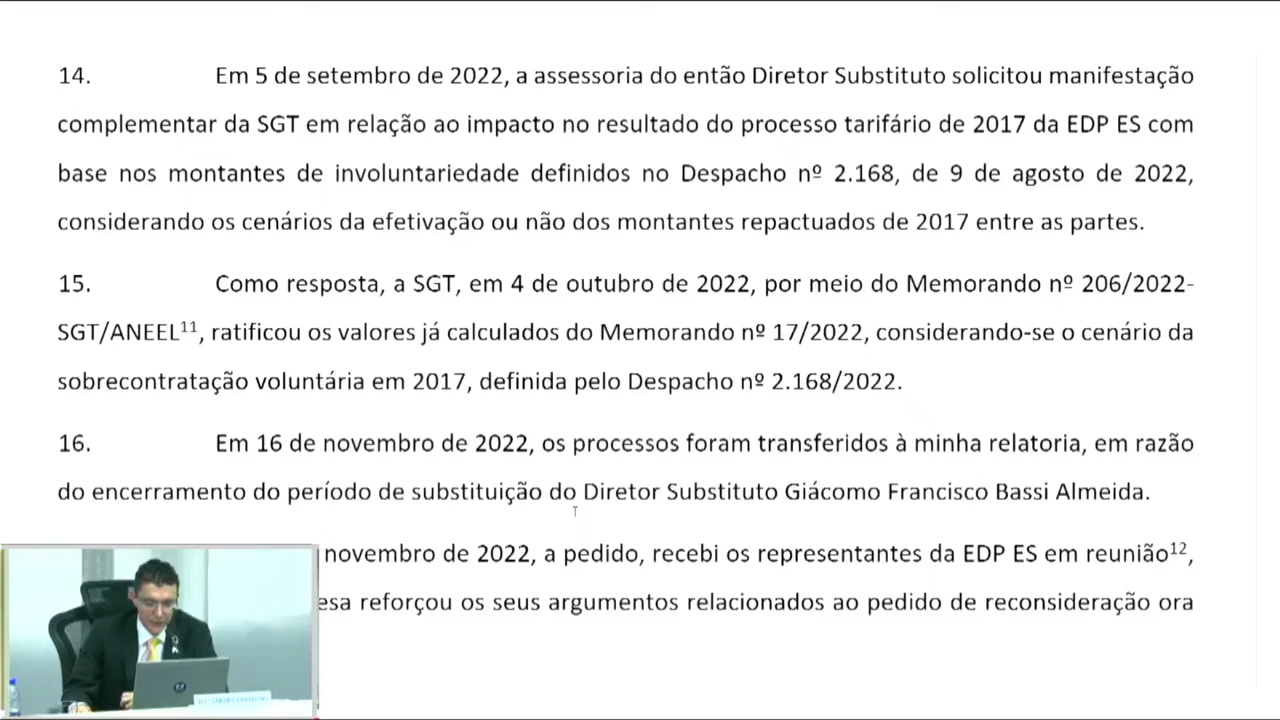 14. Em 5 de setembro de 2022, a assessoria do então Diretor Substituto solicitou manifestação
complementar da SGT em relação ao impacto no resultado do processo tarifário de 2017 da EDP ES com
base nos montantes de involuntariedade definidos no Despacho nº 2.168, de 9 de agosto de 2022,
considerando os cenários da efetivação ou não dos montantes repactuados de 2017 entre as partes.
15. Como resposta, a SGT, em 4 de outubro de 2022, por meio do Memorando nº 206/2022-
SGT/ANEEL¹¹, ratificou os valores já calculados do Memorando nº 17/2022, considerando-se o cenário da
sobrecontratação voluntária em 2017, definida pelo Despacho nº 2.168/2022.
16. Em 16 de novembro de 2022, os processos foram transferidos à minha relatoria, em razão
do encerramento do período de substituição do Diretor Substituto Giácomo Francisco Bassi Almeida.
novembro de 2022, a pedido, recebi os representantes da EDP ES em reunião¹²,
esa reforçou os seus argumentos relacionados ao pedido de reconsideração ora